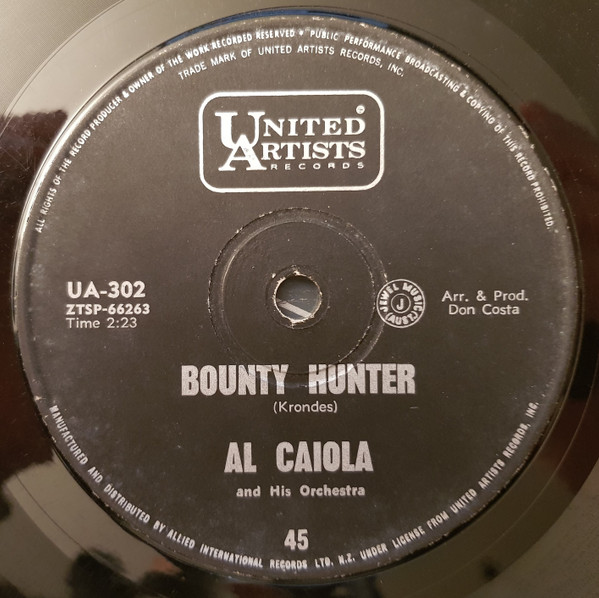 ALL RIGHTS OF THE RECORD PRODUCER & OWNER OF THE WORK RECORDED RESERVED • PUBLIC PERFORMANCE BROADCASTING & COPYING OF THIS RECORD PROHIBITED.
TRADE MARK OF UNITED ARTISTS RECORDS, INC.
UNITED
ARTISTS
RECORDS
UA-302
ZTSP-66263
Time 2:23
JEWEL MUSIC (AUST.)
J
Arr. & Prod.
Don Costa
BOUNTY HUNTER
(Krondes)
AL CAIOLA
and His Orchestra
45
MANUFACTURED AND DISTRIBUTED BY ALLIED INTERNATIONAL RECORDS LTD. N.Z. UNDER LICENSE FROM UNITED ARTISTS RECORDS, INC.